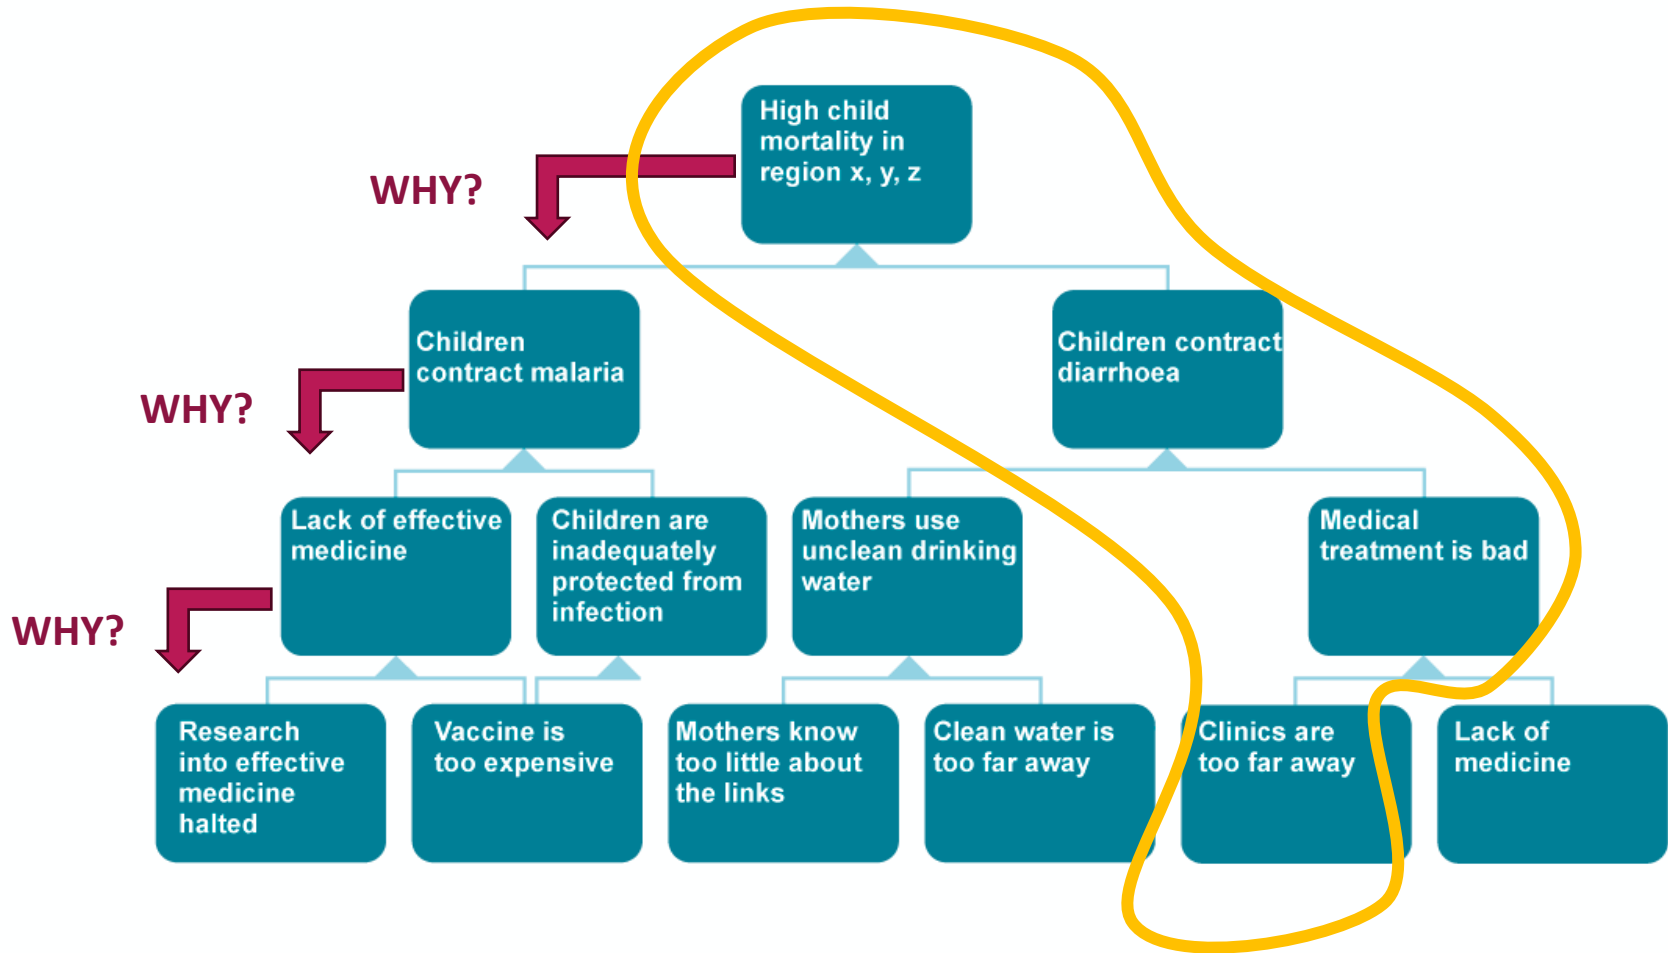 High child
mortality in
region x, y, z
WHY?
Children
contract malaria
Children contract
diarrhoea
WHY?
Lack of effective
medicine
Children are
inadequately
protected from
infection
Mothers use
unclean drinking
water
Medical
treatment is bad
WHY?
Research
into effective
medicine
halted
Vaccine is
too expensive
Mothers know
too little about
the links
Clean water is
too far away
Clinics are
too far away
Lack of
medicine